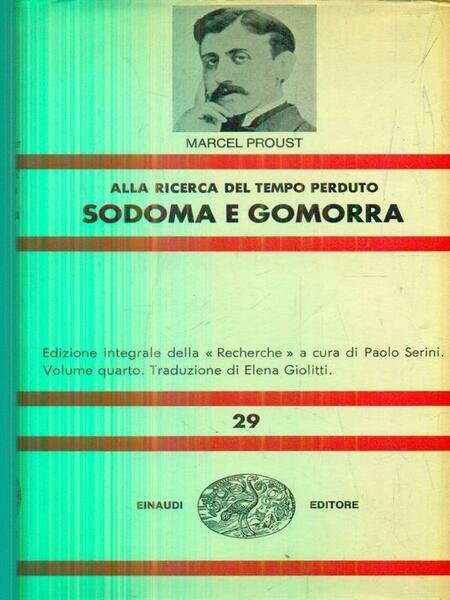 MARCEL PROUST
ALLA RICERCA DEL TEMPO PERDUTO
SODOMA E GOMORRA
Edizione integrale della « Recherche » a cura di Paolo Serini.
Volume quarto. Traduzione di Elena Giolitti.
29
EINAUDI EDITORE